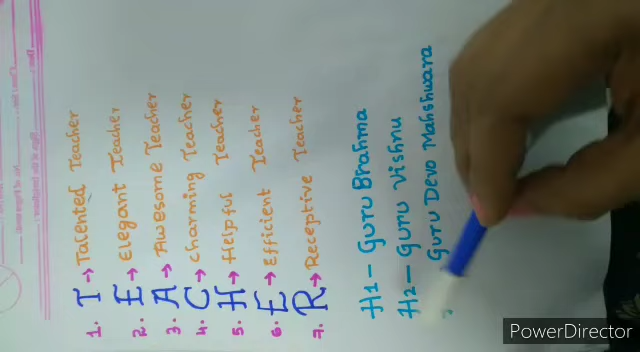 1. T → Talented Teacher
2. E → Elegant Teacher
3. A → Awesome Teacher
4. C → charming Teacher
5. H → Helpful Teacher
6. E → Efficient Teacher
7. R → Receptive Teacher
H1 - Guru Brahma
H2 - Guru Vishnu
Guru Devo Mahshwara
PowerDirector